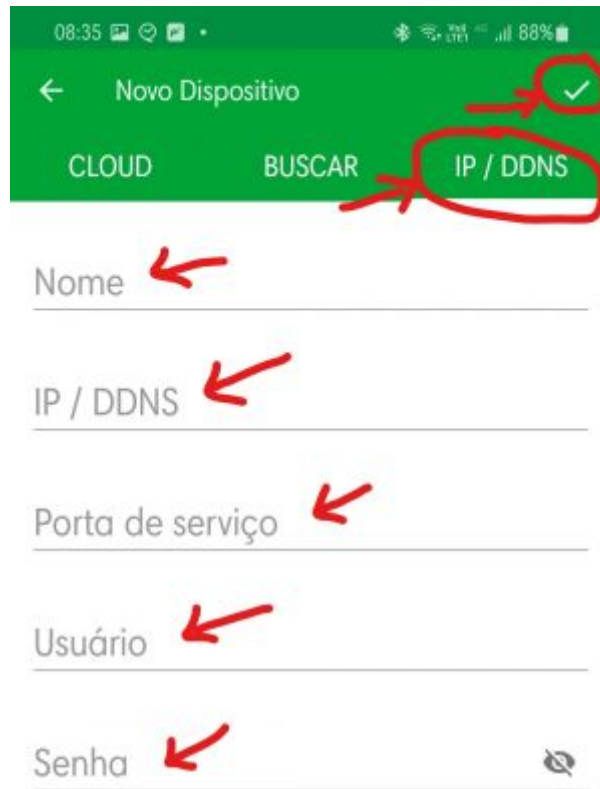 08:35 88%
Novo Dispositivo
CLOUD BUSCAR IP / DDNS
Nome
IP / DDNS
Porta de serviço
Usuário
Senha